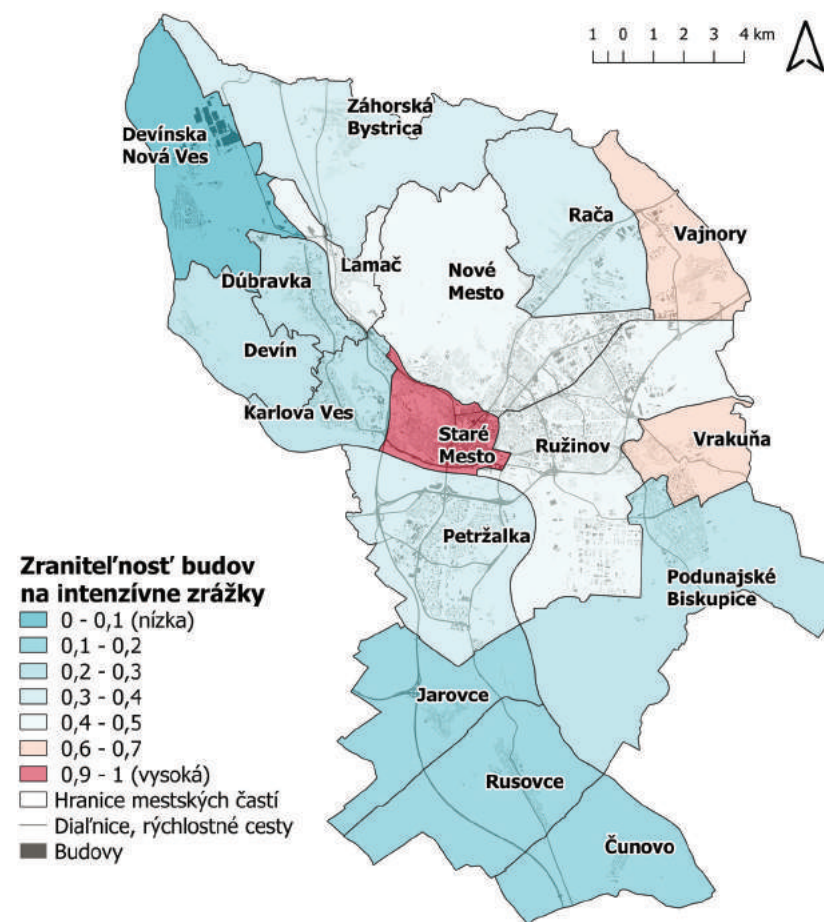 1 0 1 2 3 4 km
Záhorská
Bystrica
Devínska
Nová Ves
Rača
Vajnory
Lamač
Nové
Mesto
Dúbravka
Devín
Karlova Ves
Staré
Mesto
Ružinov
Vrakuňa
Petržalka
Podunajské
Biskupice
Jarovce
Rusovce
Čunovo
Zraniteľnosť budov
na intenzívne zrážky
0 - 0,1 (nízka)
0,1 - 0,2
0,2 - 0,3
0,3 - 0,4
0,4 - 0,5
0,6 - 0,7
0,9 - 1 (vysoká)
Hranice mestských častí
Diaľnice, rýchlostné cesty
Budovy